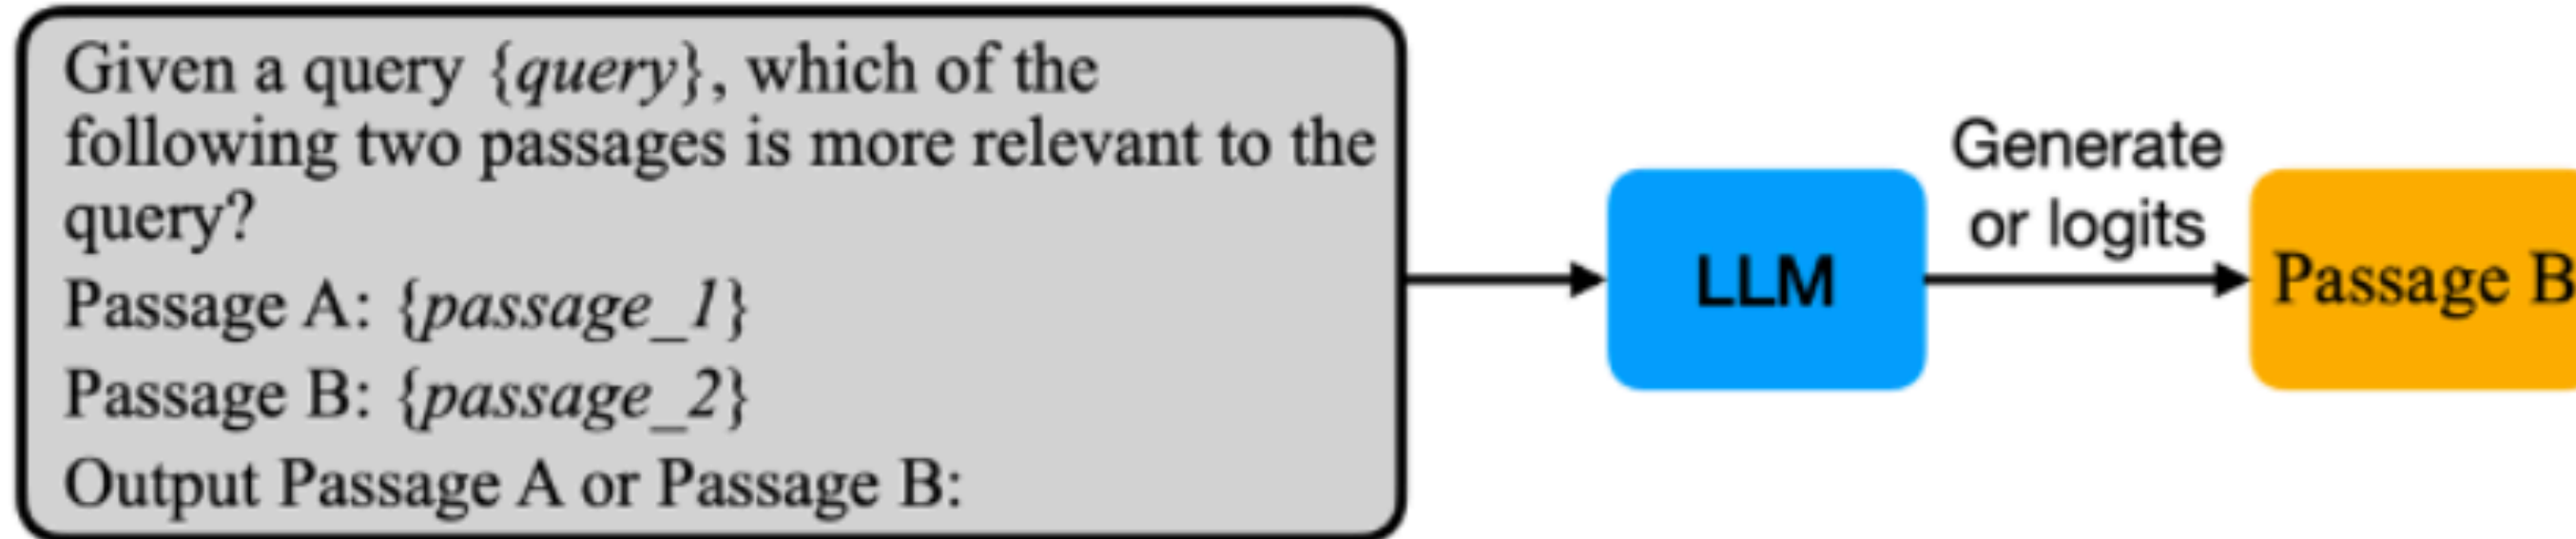 Given a query {query}, which of the
following two passages is more relevant to the
query?
Passage A: {passage_1}
Passage B: {passage_2}
Output Passage A or Passage B:
LLM
Generate
or logits
Passage B